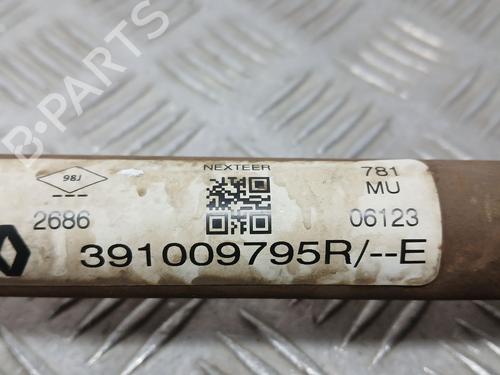 B-PARTS
98J
---
2686
NEXTEER
781
MU
06123
391009795R/--E